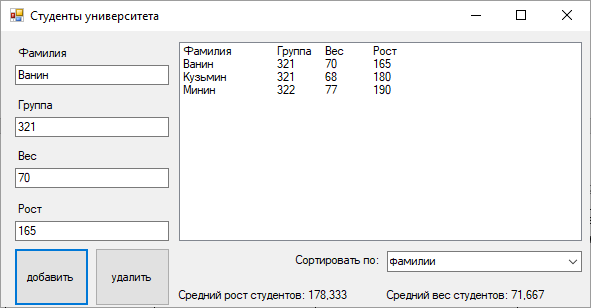 Студенты университета
Фамилия
Ванин
Группа
321
Вес
70
Рост
165
добавить удалить
Фамилия Группа Вес Рост
Ванин 321 70 165
Кузьмин 321 68 180
Минин 322 77 190
Сортировать по: фамилии
Средний рост студентов: 178,333 Средний вес студентов: 71,667